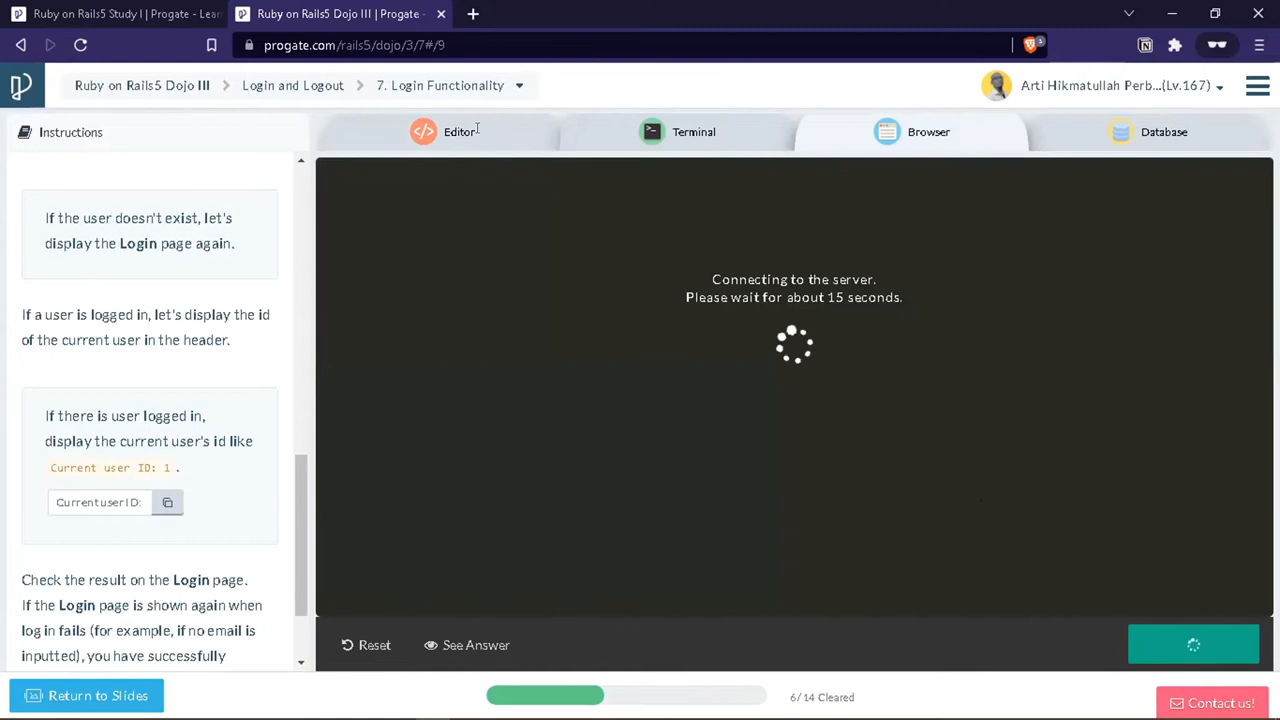 Ruby on Rails5 Study I | Progate - Learn
Ruby on Rails5 Dojo III | Progate -
progate.com/rails5/dojo/3/7#/9
Ruby on Rails5 Dojo III
Login and Logout
7. Login Functionality
Arti Hikmatullah Perb...(Lv.167)
Instructions
Editor
Terminal
Browser
Database
If the user doesn't exist, let's
display the Login page again.
If a user is logged in, let's display the id
of the current user in the header.
If there is user logged in,
display the current user's id like
Current user ID: 1 .
Current user ID:
Check the result on the Login page.
If the Login page is shown again when
log in fails (for example, if no email is
inputted), you have successfully
Connecting to the server.
Please wait for about 15 seconds.
Reset
See Answer
Return to Slides
6/14 Cleared
Contact us!